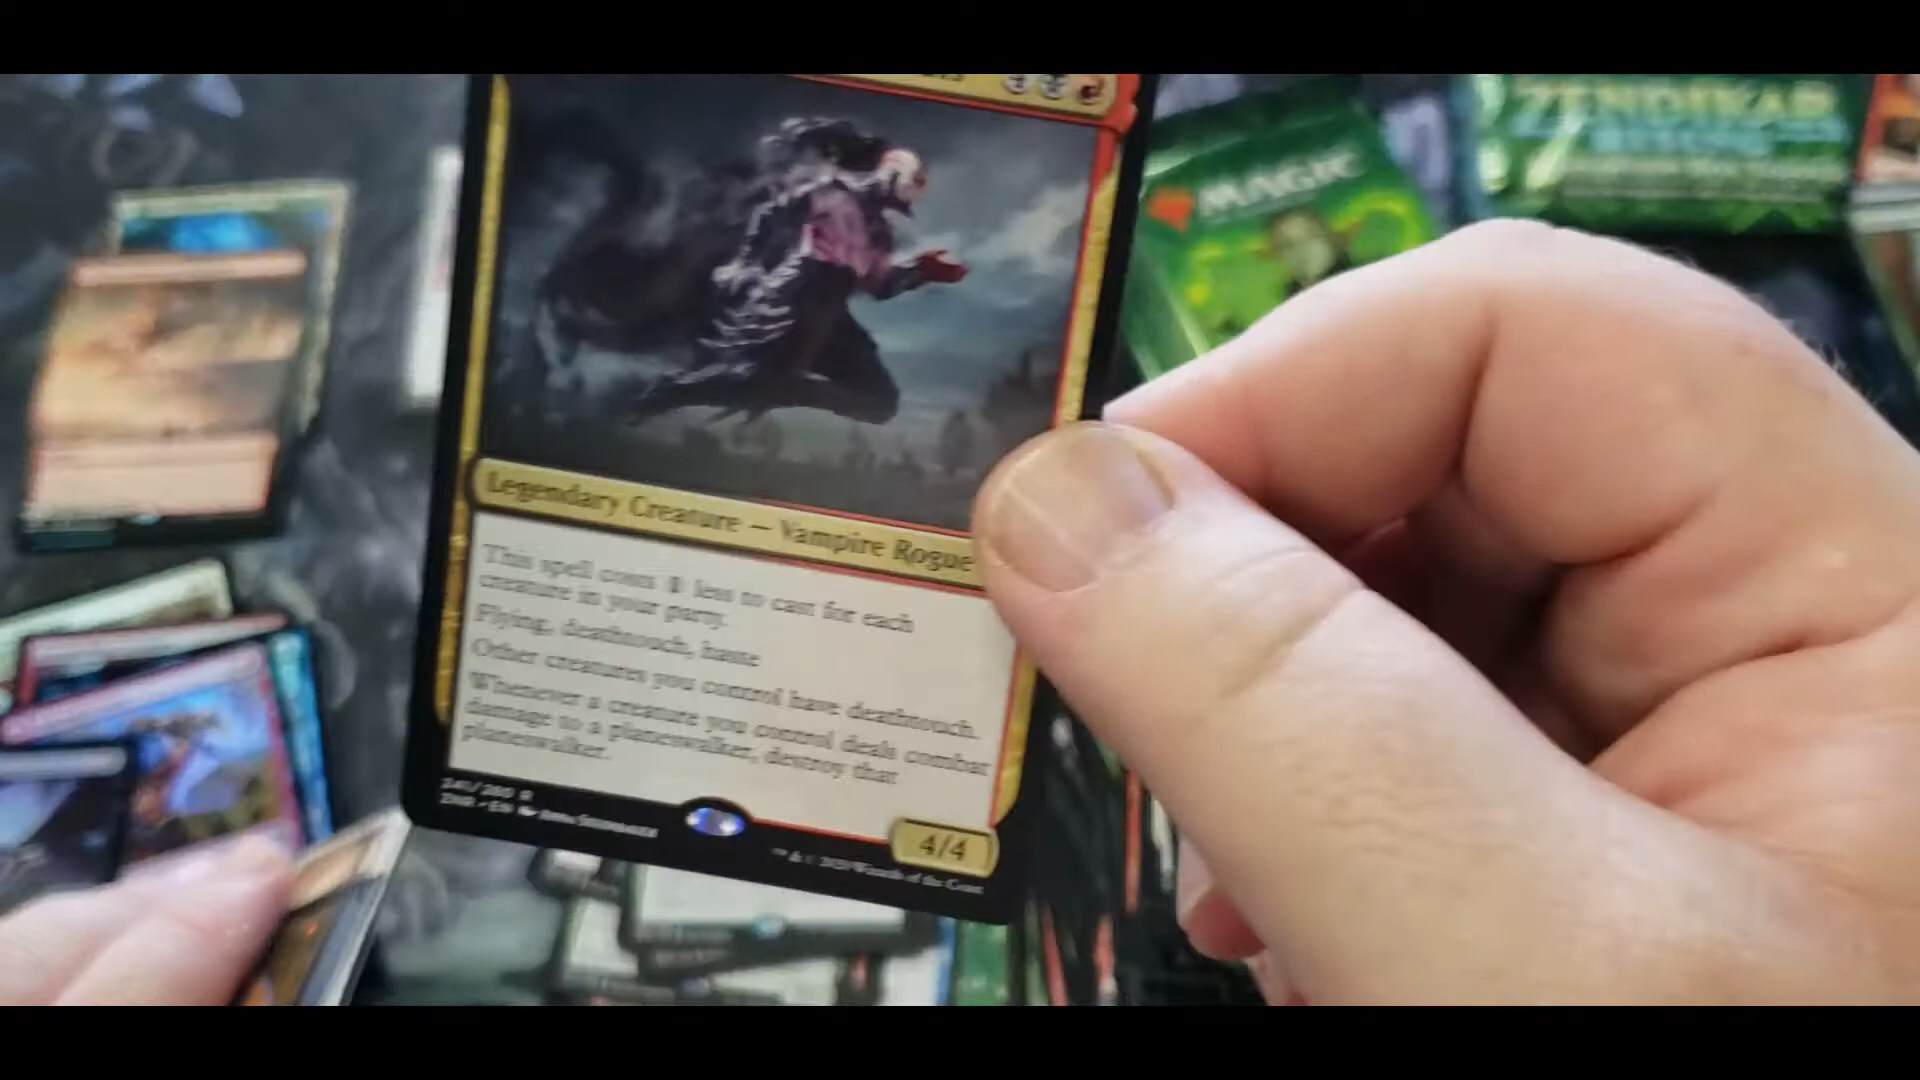 MAGIC
ZENDIKAR
RISING
Legendary Creature — Vampire Rogue
This spell costs 1 less to cast for each
creature in your party.
Flying, deathtouch, haste
Other creatures you control have deathtouch.
Whenever a creature you control deals combat
damage to a planeswalker, destroy that
planeswalker.
241/280 R
ZNR • EN
4/4
™ & © 2020 Wizards of the Coast